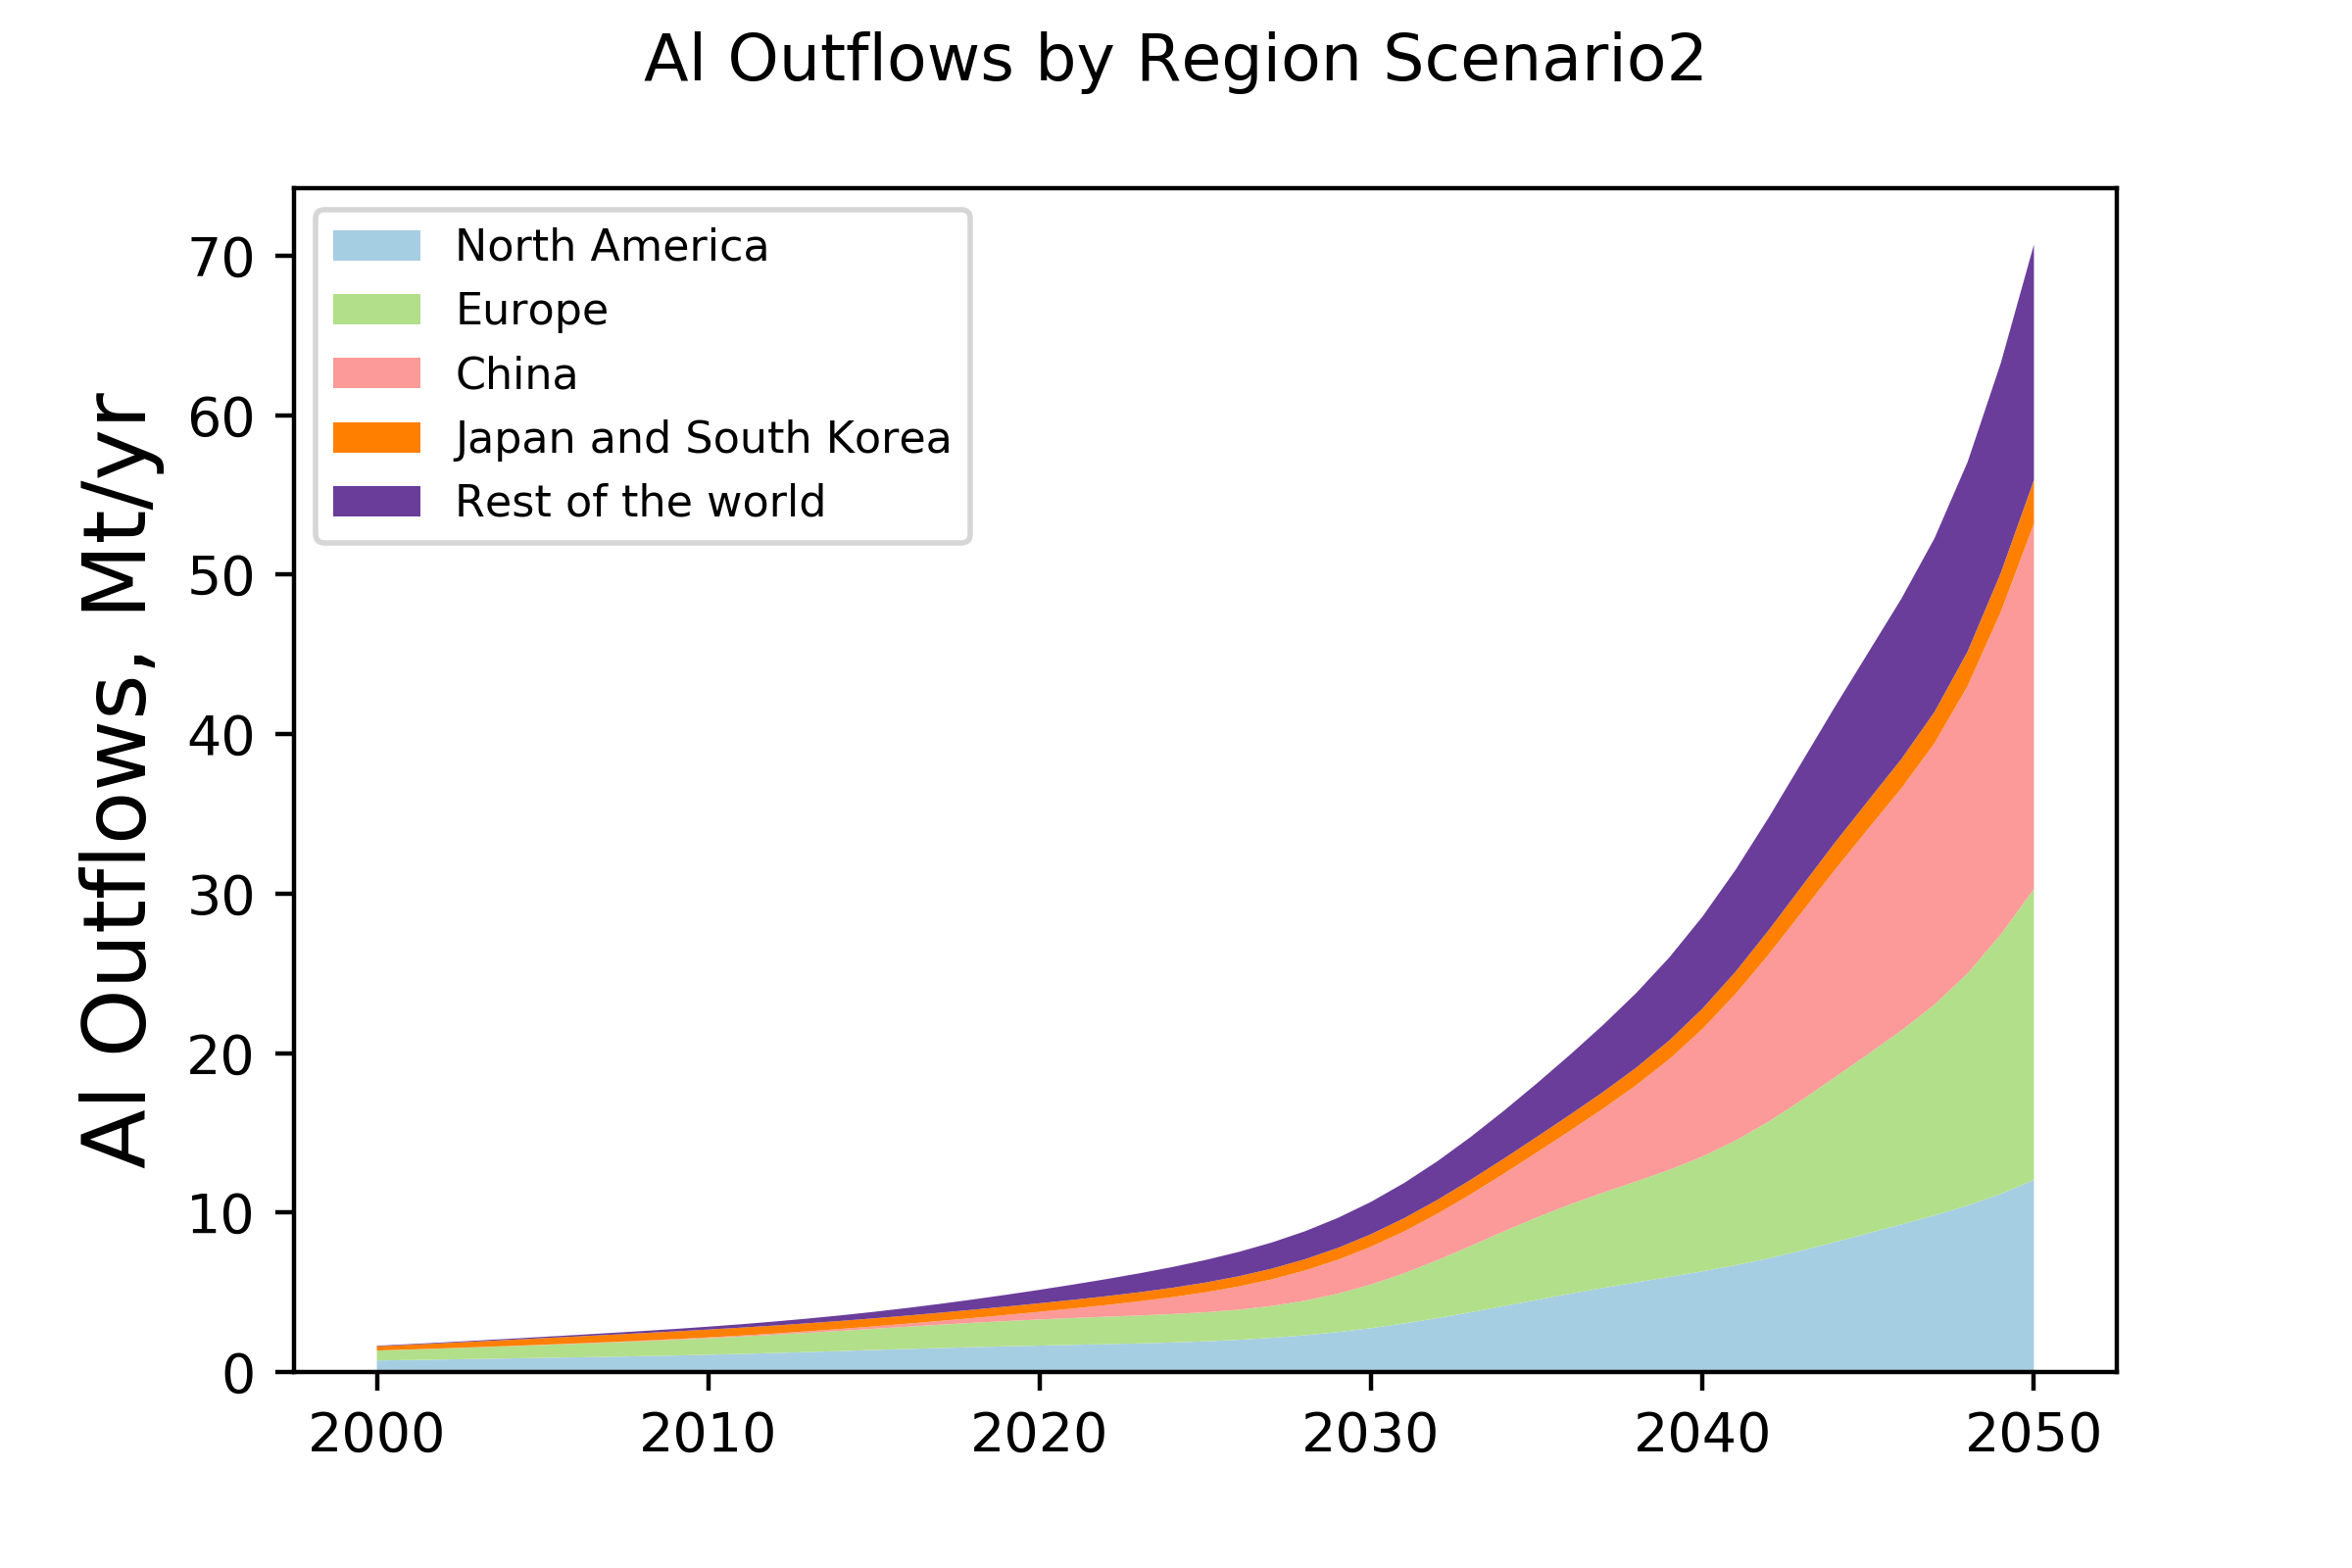 Al Outflows by Region Scenario2
North America
Europe
China
Japan and South Korea
Rest of the world
Al Outflows, Mt/yr
70
60
50
40
30
20
10
0
2000 2010 2020 2030 2040 2050